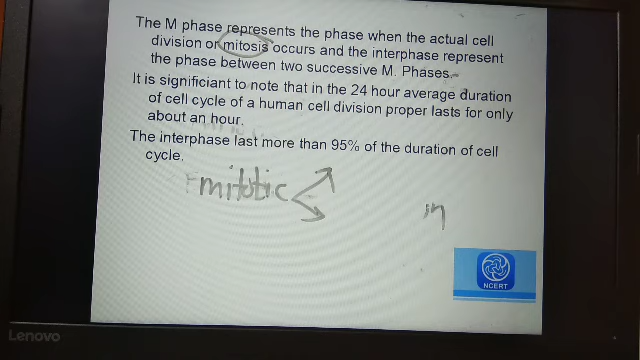 The M phase represents the phase when the actual cell
division or mitosis occurs and the interphase represent
the phase between two successive M. Phases.
It is significiant to note that in the 24 hour average duration
of cell cycle of a human cell division proper lasts for only
about an hour.
The interphase last more than 95% of the duration of cell
cycle.
mitotic
in
NCERT
Lenovo